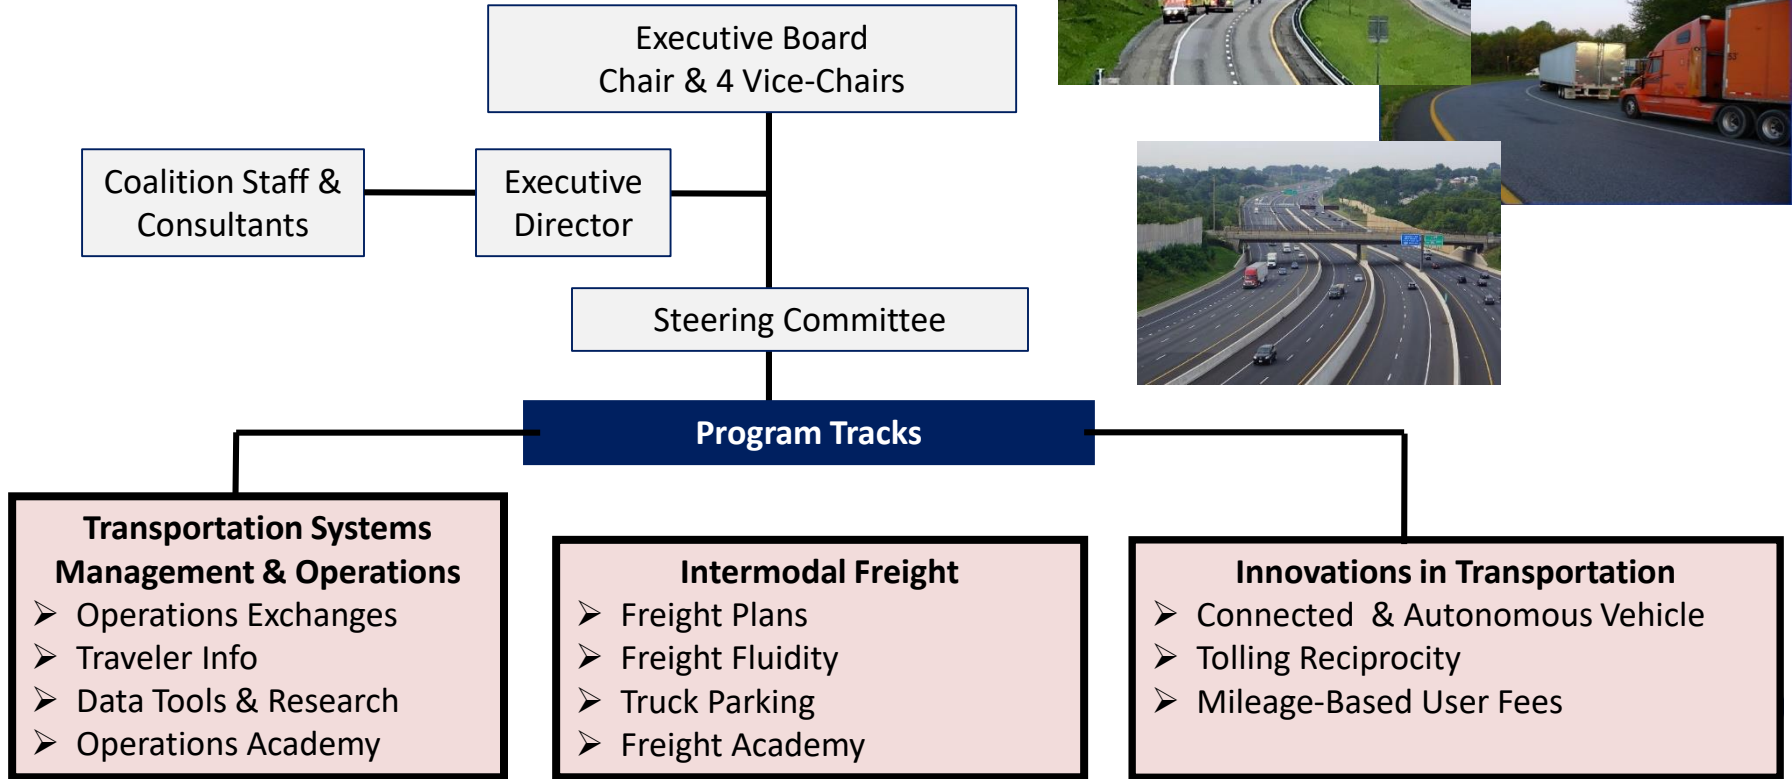 Executive Board
Chair & 4 Vice-Chairs
Coalition Staff &
Consultants
Executive
Director
Steering Committee
Program Tracks
Transportation Systems
Management & Operations
➢ Operations Exchanges
➢ Traveler Info
➢ Data Tools & Research
➢ Operations Academy
Intermodal Freight
➢ Freight Plans
➢ Freight Fluidity
➢ Truck Parking
➢ Freight Academy
Innovations in Transportation
➢ Connected  & Autonomous Vehicle
➢ Tolling Reciprocity
➢ Mileage-Based User Fees